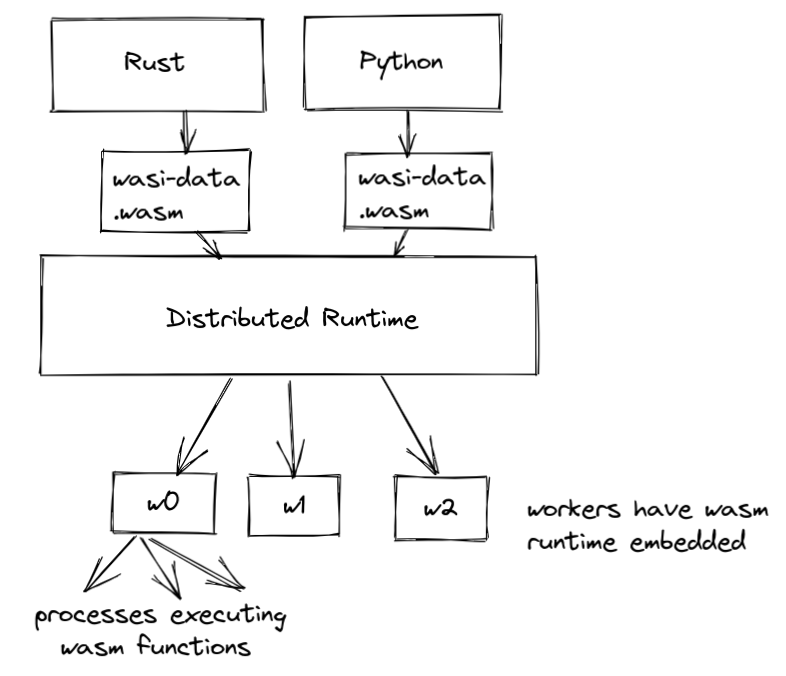 Rust
Python
wasi-data
.wasm
wasi-data
.wasm
Distributed Runtime
w0
w1
w2
workers have wasm
runtime embedded
processes executing
wasm functions